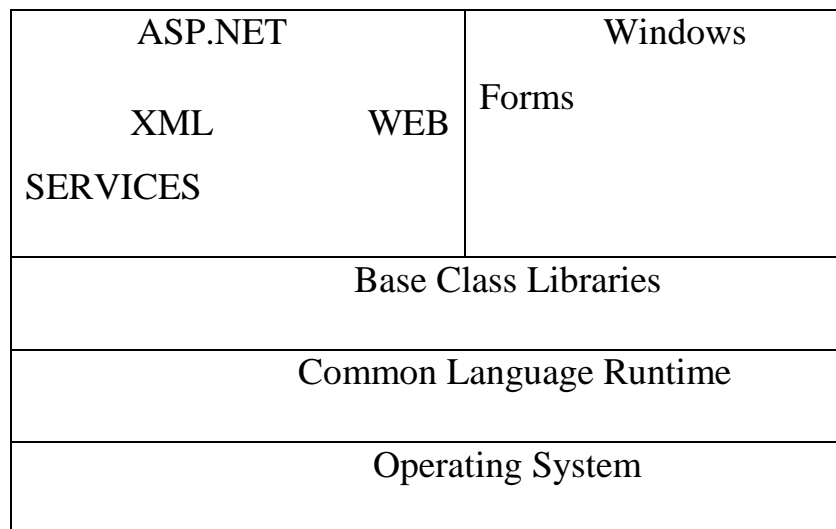 ASP.NET
XML WEB
SERVICES
Windows
Forms
Base Class Libraries
Common Language Runtime
Operating System